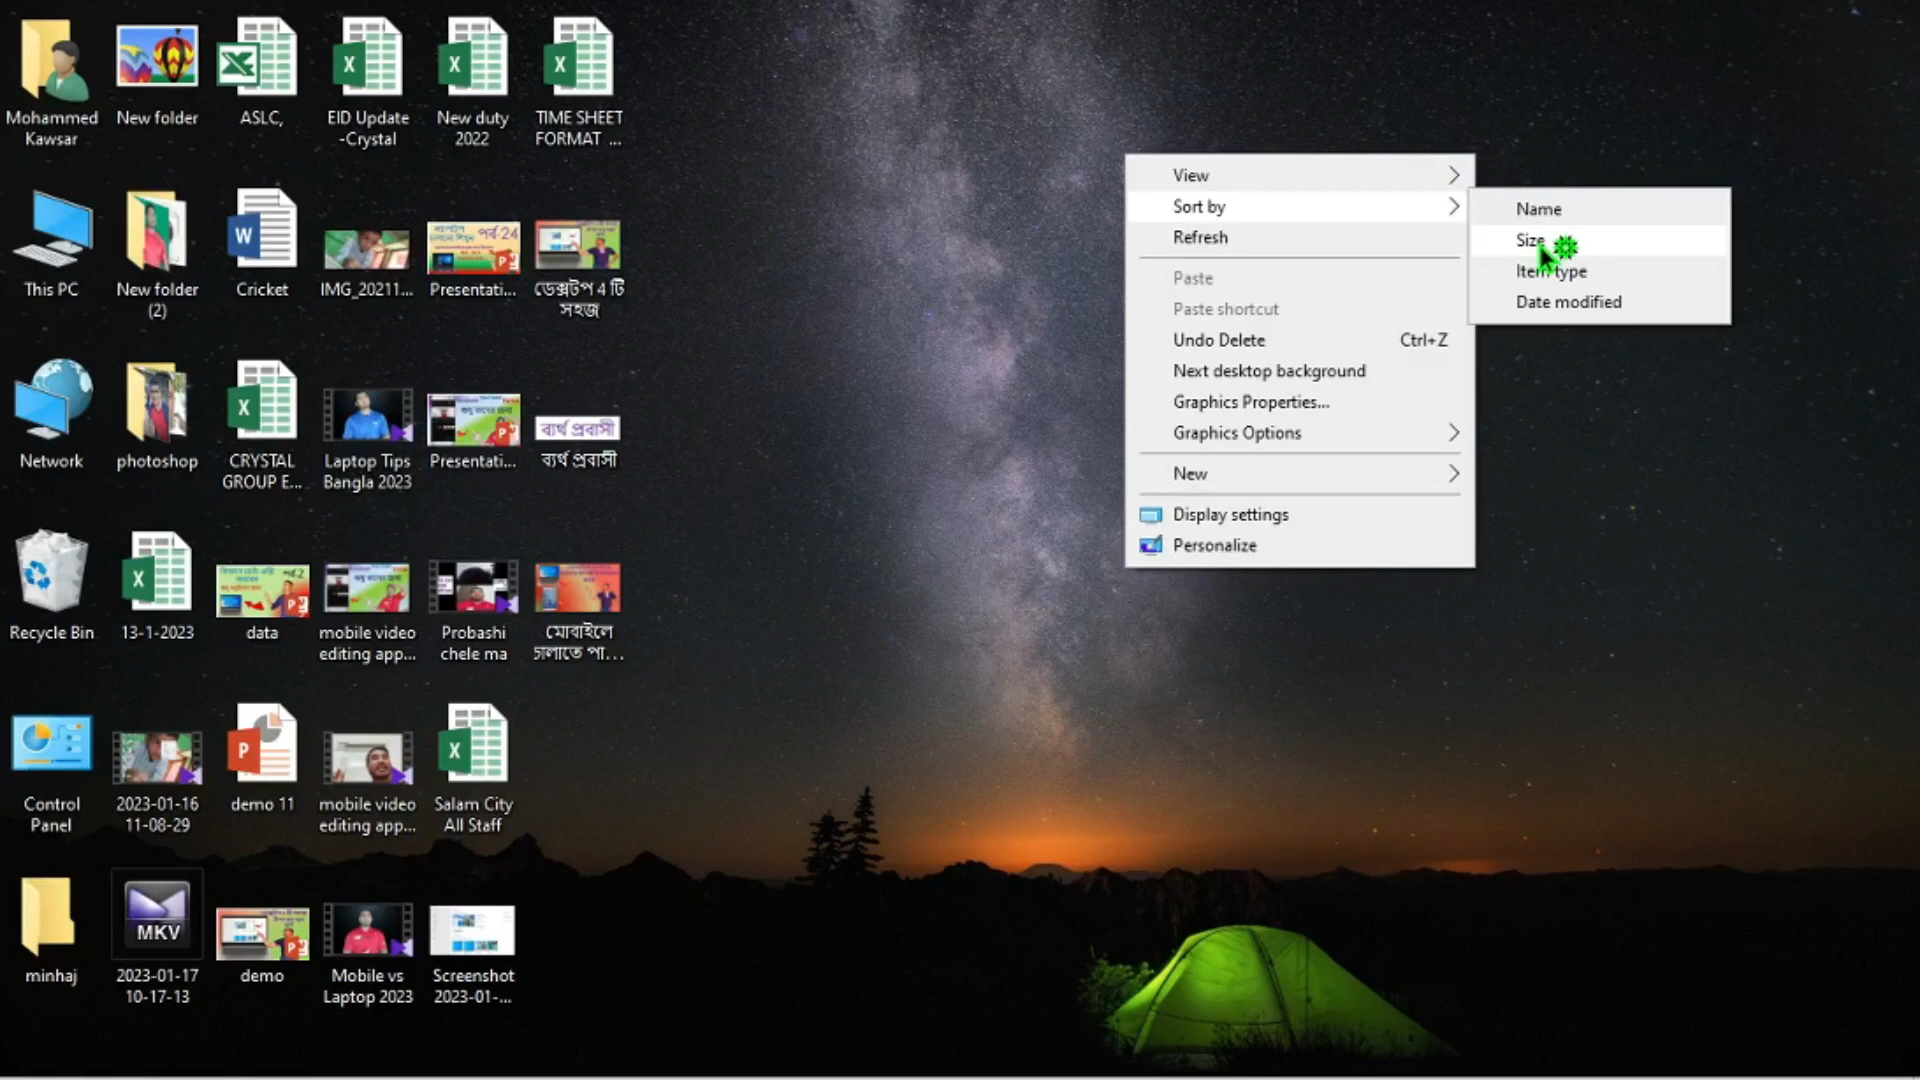 Mohammed
Kawsar
New folder
ASLC,
EID Update
-Crystal
New duty
2022
TIME SHEET
FORMAT ...
This PC
New folder
(2)
Cricket
IMG_20211...
Presentati...
ডেক্সটপ 4 টি
সহজ
Network
photoshop
CRYSTAL
GROUP E...
Laptop Tips
Bangla 2023
Presentati...
ব্যর্থ প্রবাসী
ব্যর্থ প্রবাসী
Recycle Bin
13-1-2023
data
mobile video
editing app...
Probashi
chele ma
মোবাইলে
চালাতে পা...
Control
Panel
2023-01-16
11-08-29
demo 11
mobile video
editing app...
Salam City
All Staff
minhaj
MKV
2023-01-17
10-17-13
demo
Mobile vs
Laptop 2023
Screenshot
2023-01-...
View
Sort by
Refresh
Paste
Paste shortcut
Undo Delete Ctrl+Z
Next desktop background
Graphics Properties...
Graphics Options
New
Display settings
Personalize
Name
Size
Item type
Date modified